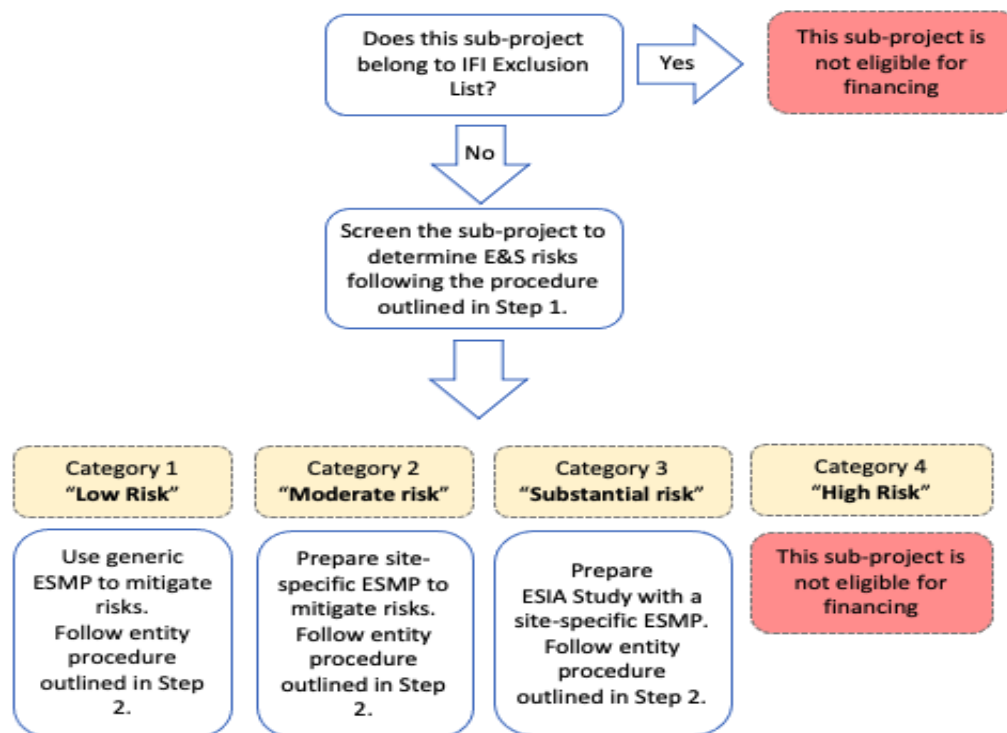 Does this sub-project
belong to IFI Exclusion
List?
Yes
This sub-project is
not eligible for
financing
No
Screen the sub-project to
determine E&S risks
following the procedure
outlined in Step 1.
Category 1
“Low Risk”
Category 2
“Moderate risk”
Category 3
“Substantial risk”
Category 4
“High Risk”
Use generic
ESMP to mitigate
risks.
Follow entity
procedure
outlined in Step
2.
Prepare site-
specific ESMP to
mitigate risks.
Follow entity
procedure
outlined in Step
2.
Prepare
ESIA Study with a
site-specific ESMP.
Follow entity
procedure
outlined in Step 2.
This sub-project is
not eligible for
financing